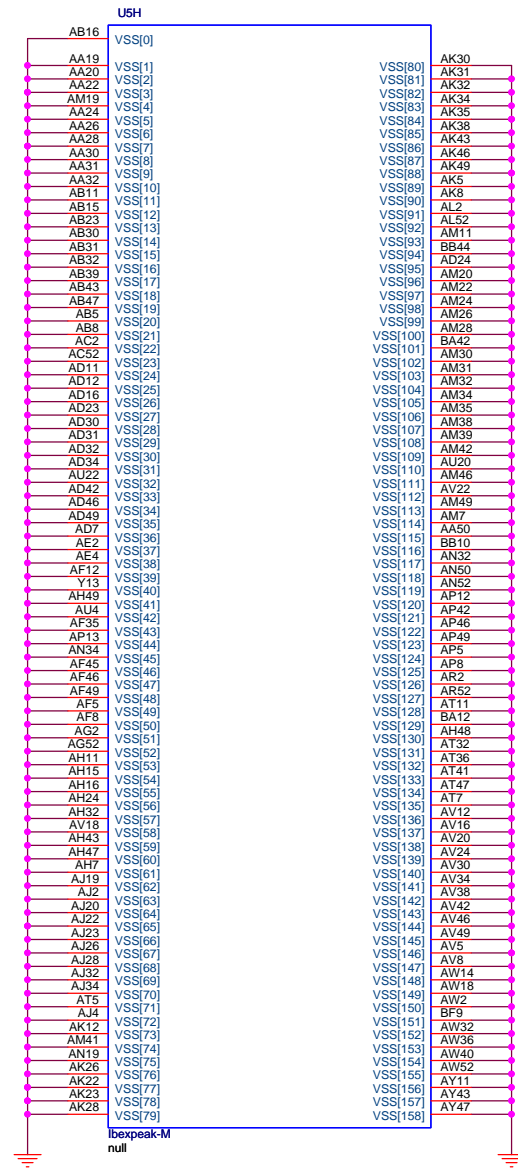 U5H
AB16 VSS[0]
AA19 VSS[1]
AA20 VSS[2]
AA22 VSS[3]
AM19 VSS[4]
AA24 VSS[5]
AA26 VSS[6]
AA28 VSS[7]
AA30 VSS[8]
AA31 VSS[9]
AA32 VSS[10]
AB11 VSS[11]
AB15 VSS[12]
AB23 VSS[13]
AB30 VSS[14]
AB31 VSS[15]
AB32 VSS[16]
AB39 VSS[17]
AB43 VSS[18]
AB47 VSS[19]
AB5 VSS[20]
AB8 VSS[21]
AC2 VSS[22]
AC52 VSS[23]
AD11 VSS[24]
AD12 VSS[25]
AD16 VSS[26]
AD23 VSS[27]
AD30 VSS[28]
AD31 VSS[29]
AD32 VSS[30]
AD34 VSS[31]
AU22 VSS[32]
AD42 VSS[33]
AD46 VSS[34]
AD49 VSS[35]
AD7 VSS[36]
AE2 VSS[37]
AE4 VSS[38]
AF12 VSS[39]
Y13 VSS[40]
AH49 VSS[41]
AU4 VSS[42]
AF35 VSS[43]
AP13 VSS[44]
AN34 VSS[45]
AF45 VSS[46]
AF46 VSS[47]
AF49 VSS[48]
AF5 VSS[49]
AF8 VSS[50]
AG2 VSS[51]
AG52 VSS[52]
AH11 VSS[53]
AH15 VSS[54]
AH16 VSS[55]
AH24 VSS[56]
AH32 VSS[57]
AV18 VSS[58]
AH43 VSS[59]
AH47 VSS[60]
AH7 VSS[61]
AJ19 VSS[62]
AJ2 VSS[63]
AJ20 VSS[64]
AJ22 VSS[65]
AJ23 VSS[66]
AJ26 VSS[67]
AJ28 VSS[68]
AJ32 VSS[69]
AJ34 VSS[70]
AT5 VSS[71]
AJ4 VSS[72]
AK12 VSS[73]
AM41 VSS[74]
AN19 VSS[75]
AK26 VSS[76]
AK22 VSS[77]
AK23 VSS[78]
AK28 VSS[79]
VSS[80] AK30
VSS[81] AK31
VSS[82] AK32
VSS[83] AK34
VSS[84] AK35
VSS[85] AK38
VSS[86] AK43
VSS[87] AK46
VSS[88] AK49
VSS[89] AK5
VSS[90] AK8
VSS[91] AL2
VSS[92] AL52
VSS[93] AM11
VSS[94] BB44
VSS[95] AD24
VSS[96] AM20
VSS[97] AM22
VSS[98] AM24
VSS[99] AM26
VSS[100] AM28
VSS[101] BA42
VSS[102] AM30
VSS[103] AM31
VSS[104] AM32
VSS[105] AM34
VSS[106] AM35
VSS[107] AM38
VSS[108] AM39
VSS[109] AM42
VSS[110] AU20
VSS[111] AM46
VSS[112] AV22
VSS[113] AM49
VSS[114] AM7
VSS[115] AA50
VSS[116] BB10
VSS[117] AN32
VSS[118] AN50
VSS[119] AN52
VSS[120] AP12
VSS[121] AP42
VSS[122] AP46
VSS[123] AP49
VSS[124] AP5
VSS[125] AP8
VSS[126] AR2
VSS[127] AR52
VSS[128] AT11
VSS[129] BA12
VSS[130] AH48
VSS[131] AT32
VSS[132] AT36
VSS[133] AT41
VSS[134] AT47
VSS[135] AT7
VSS[136] AV12
VSS[137] AV16
VSS[138] AV20
VSS[139] AV24
VSS[140] AV30
VSS[141] AV34
VSS[142] AV38
VSS[143] AV42
VSS[144] AV46
VSS[145] AV49
VSS[146] AV5
VSS[147] AV8
VSS[148] AW14
VSS[149] AW18
VSS[150] AW2
VSS[151] BF9
VSS[152] AW32
VSS[153] AW36
VSS[154] AW40
VSS[155] AW52
VSS[156] AY11
VSS[157] AY43
VSS[158] AY47
Ibexpeak-M
null